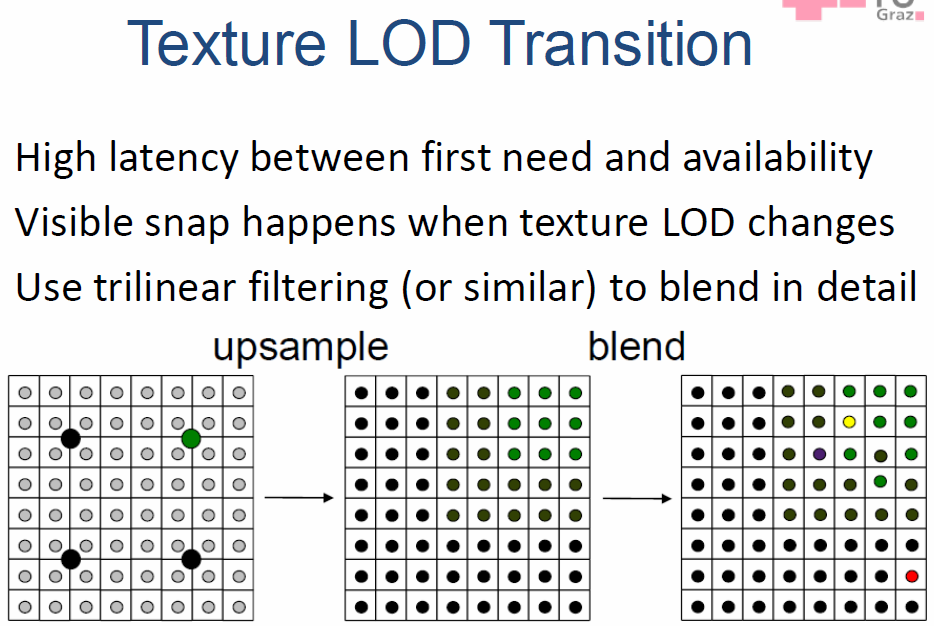 Graz
Texture LOD Transition
High latency between first need and availability
Visible snap happens when texture LOD changes
Use trilinear filtering (or similar) to blend in detail
upsample
blend